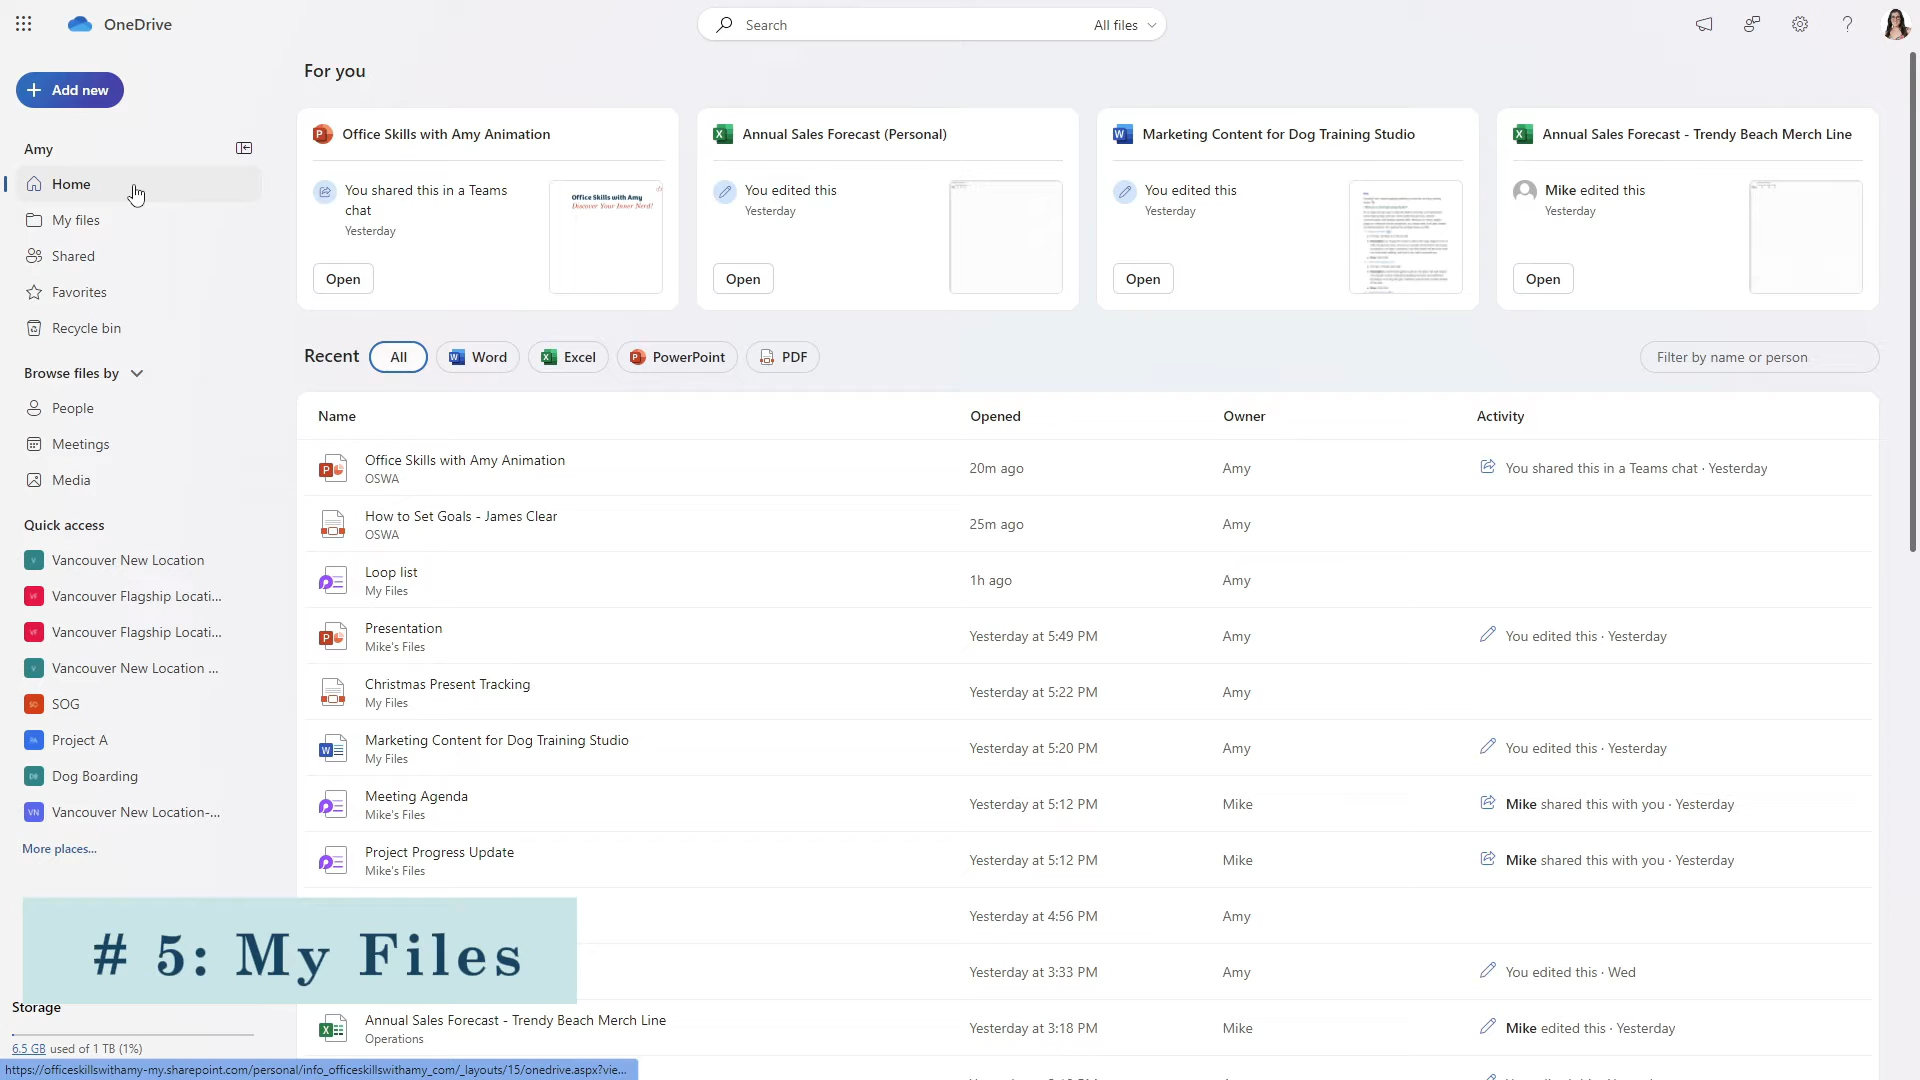 OneDrive
Search
All files
Add new
Amy
Home
My files
Shared
Favorites
Recycle bin
Browse files by
People
Meetings
Media
Quick access
Vancouver New Location
Vancouver Flagship Locati...
Vancouver Flagship Locati...
Vancouver New Location ...
SOG
Project A
Dog Boarding
VN
Vancouver New Location-...
More places...
Storage
6.5 GB used of 1 TB (1%)
https://officeskillswithamy-my.sharepoint.com/personal/info_officeskillswithamy_com/_layouts/15/onedrive.aspx?vie...
For you
Office Skills with Amy Animation
You shared this in a Teams
chat
Yesterday
Open
Office Skills with Amy
Discover Your Inner Nerd!
Annual Sales Forecast (Personal)
You edited this
Yesterday
Open
Marketing Content for Dog Training Studio
You edited this
Yesterday
Open
Annual Sales Forecast - Trendy Beach Merch Line
Mike edited this
Yesterday
Open
Recent
All
Word
Excel
PowerPoint
PDF
Filter by name or person
Name
Opened
Owner
Activity
Office Skills with Amy Animation
OSWA
20m ago
Amy
You shared this in a Teams chat · Yesterday
How to Set Goals - James Clear
OSWA
25m ago
Amy
Loop list
My Files
1h ago
Amy
Presentation
Mike's Files
Yesterday at 5:49 PM
Amy
You edited this · Yesterday
Christmas Present Tracking
My Files
Yesterday at 5:22 PM
Amy
Marketing Content for Dog Training Studio
My Files
Yesterday at 5:20 PM
Amy
You edited this · Yesterday
Meeting Agenda
Mike's Files
Yesterday at 5:12 PM
Mike
Mike shared this with you · Yesterday
Project Progress Update
Mike's Files
Yesterday at 5:12 PM
Mike
Mike shared this with you · Yesterday
Yesterday at 4:56 PM
Amy
Yesterday at 3:33 PM
Amy
You edited this · Wed
Annual Sales Forecast - Trendy Beach Merch Line
Operations
Yesterday at 3:18 PM
Mike
Mike edited this · Yesterday
# 5: My Files